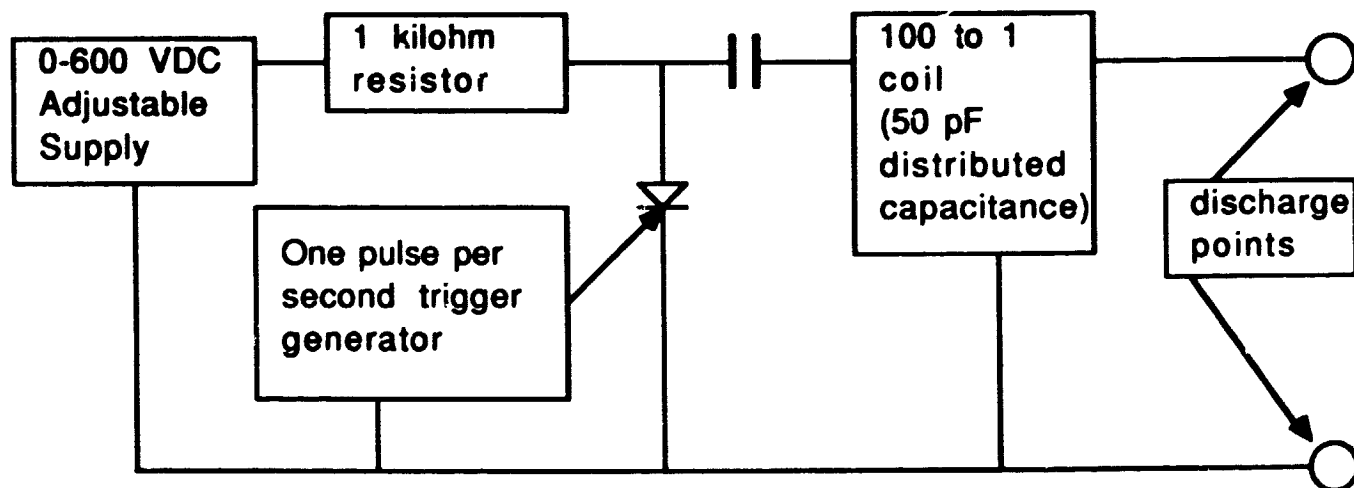 0-600 VDC
Adjustable
Supply
1 kilohm
resistor
100 to 1
coil
(50 pF
distributed
capacitance)
One pulse per
second trigger
generator
discharge
points